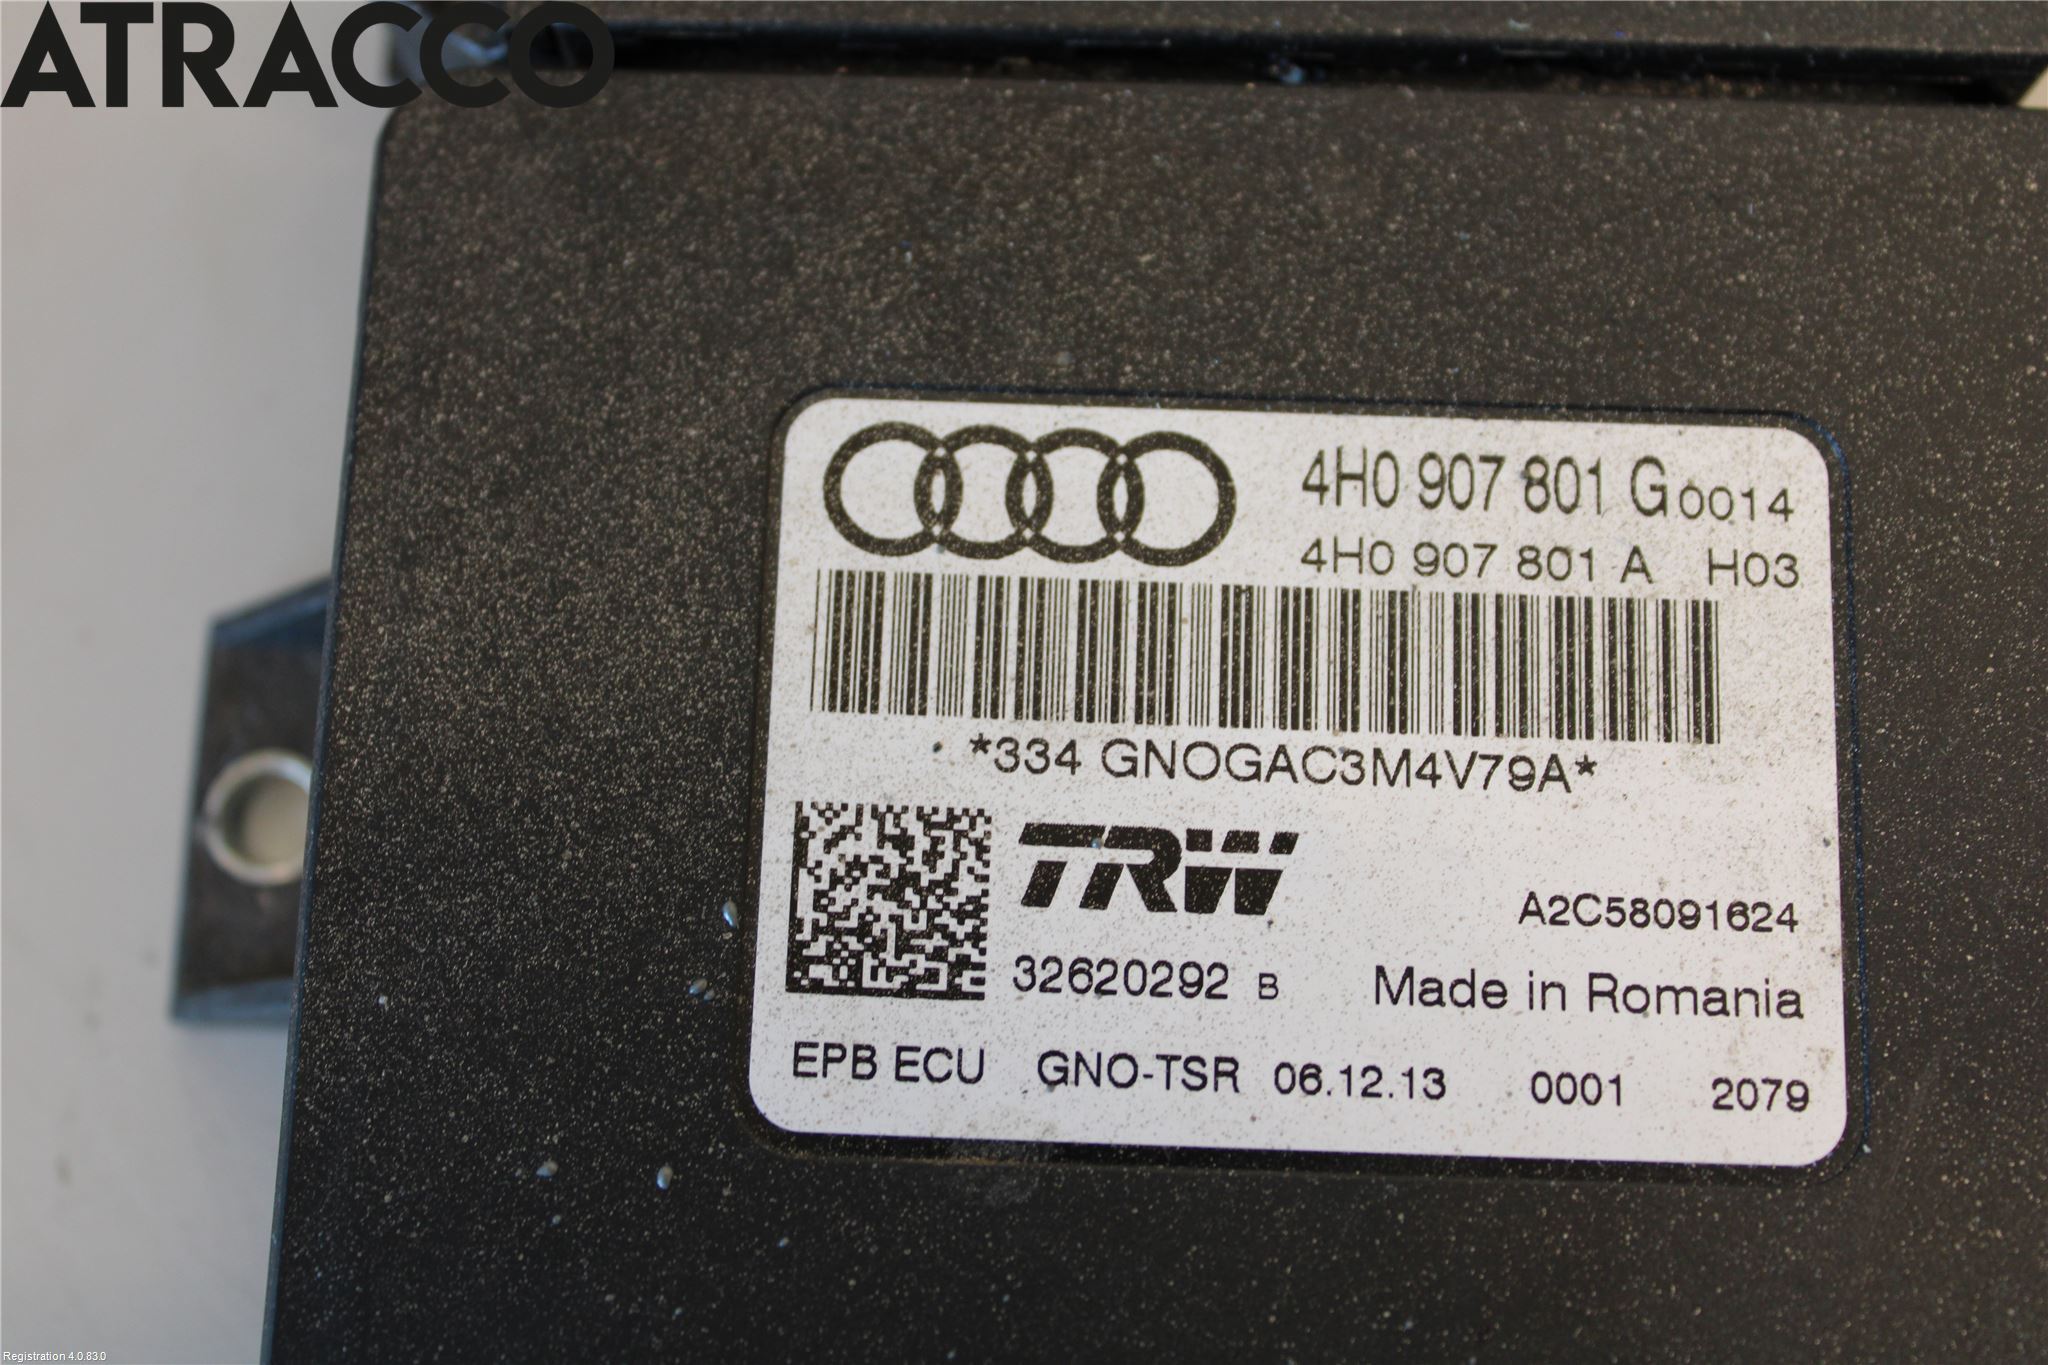 ATRACCO
4H0 907 801 G 0014
4H0 907 801 A H03
*334 GNOGAC3M4V79A*
TRW
A2C58091624
32620292 B Made in Romania
EPB ECU GNO-TSR 06.12.13 0001 2079
Registration 4.0.83.0